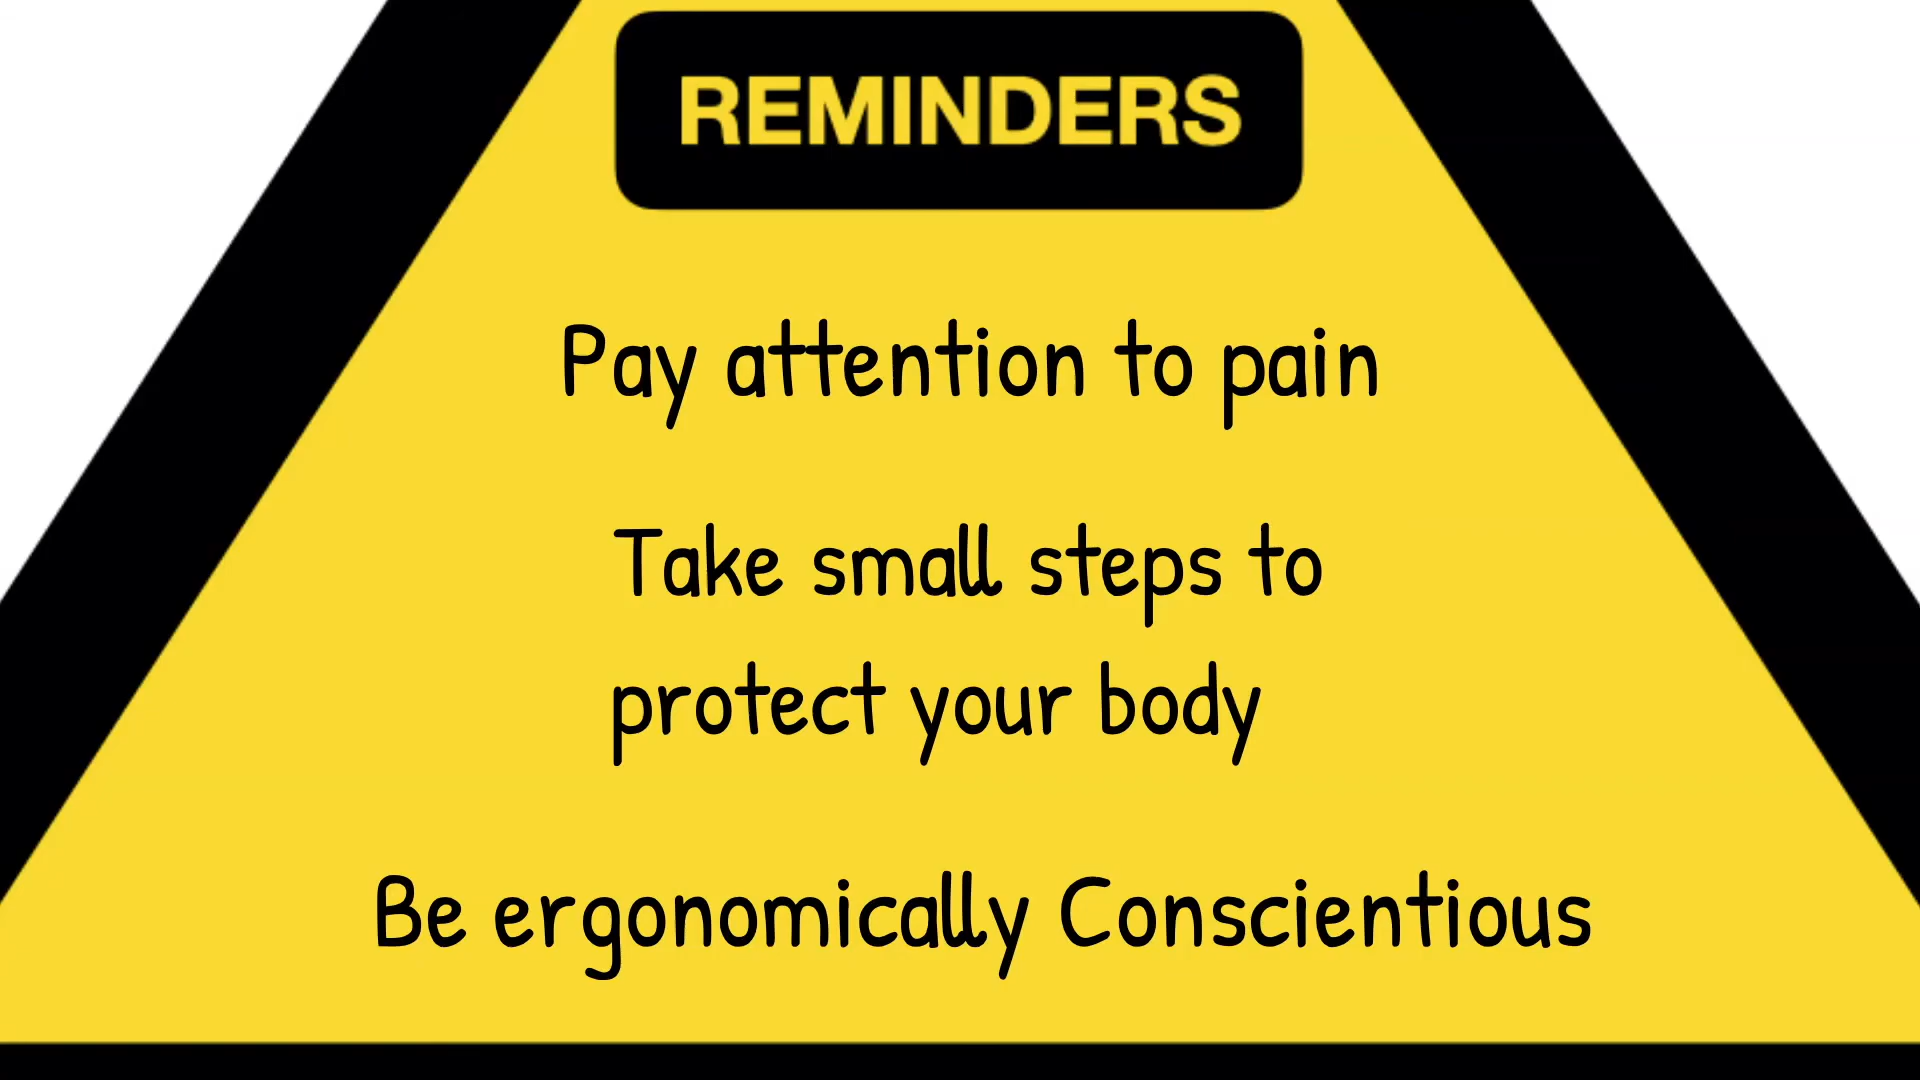 REMINDERS
Pay attention to pain
Take small steps to
protect your body
Be ergonomically Conscientious